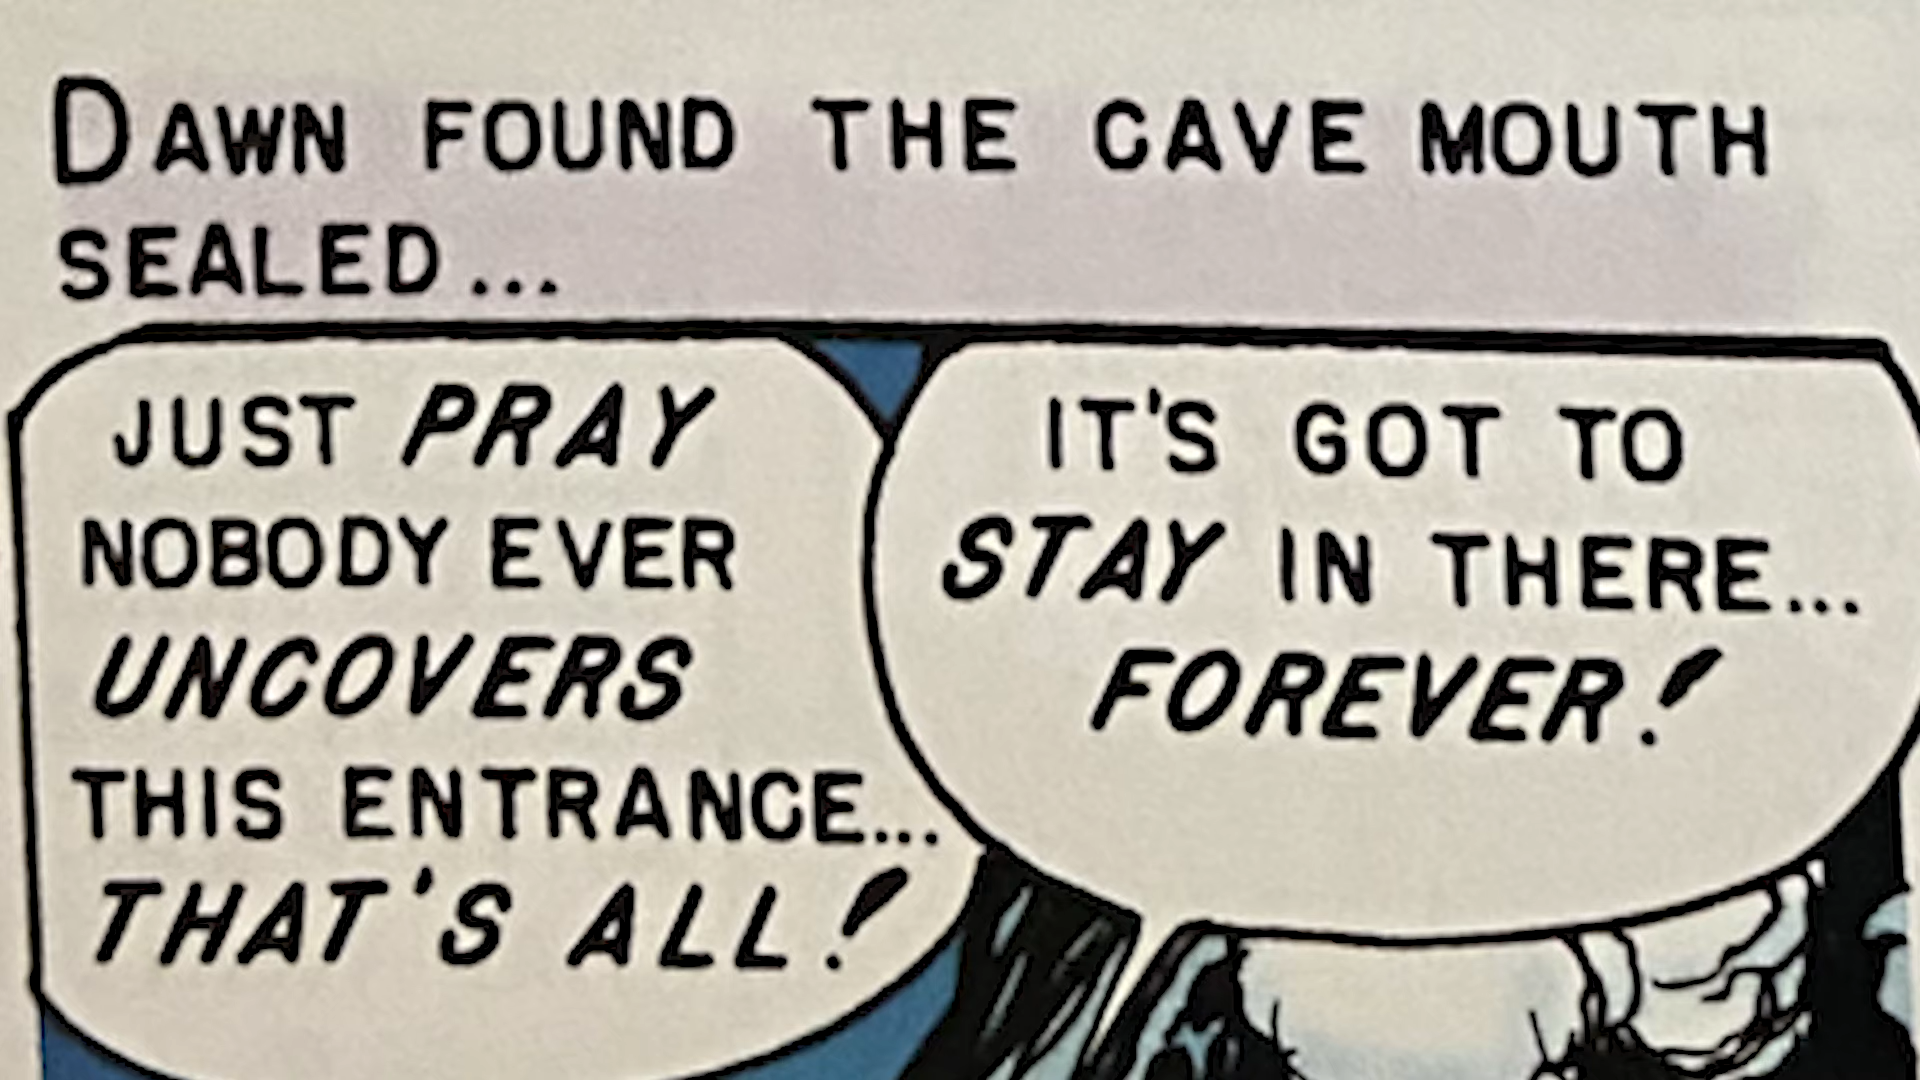 DAWN FOUND THE CAVE MOUTH
SEALED...
JUST PRAY
NOBODY EVER
UNCOVERS
THIS ENTRANCE...
THAT'S ALL!
IT'S GOT TO
STAY IN THERE...
FOREVER!